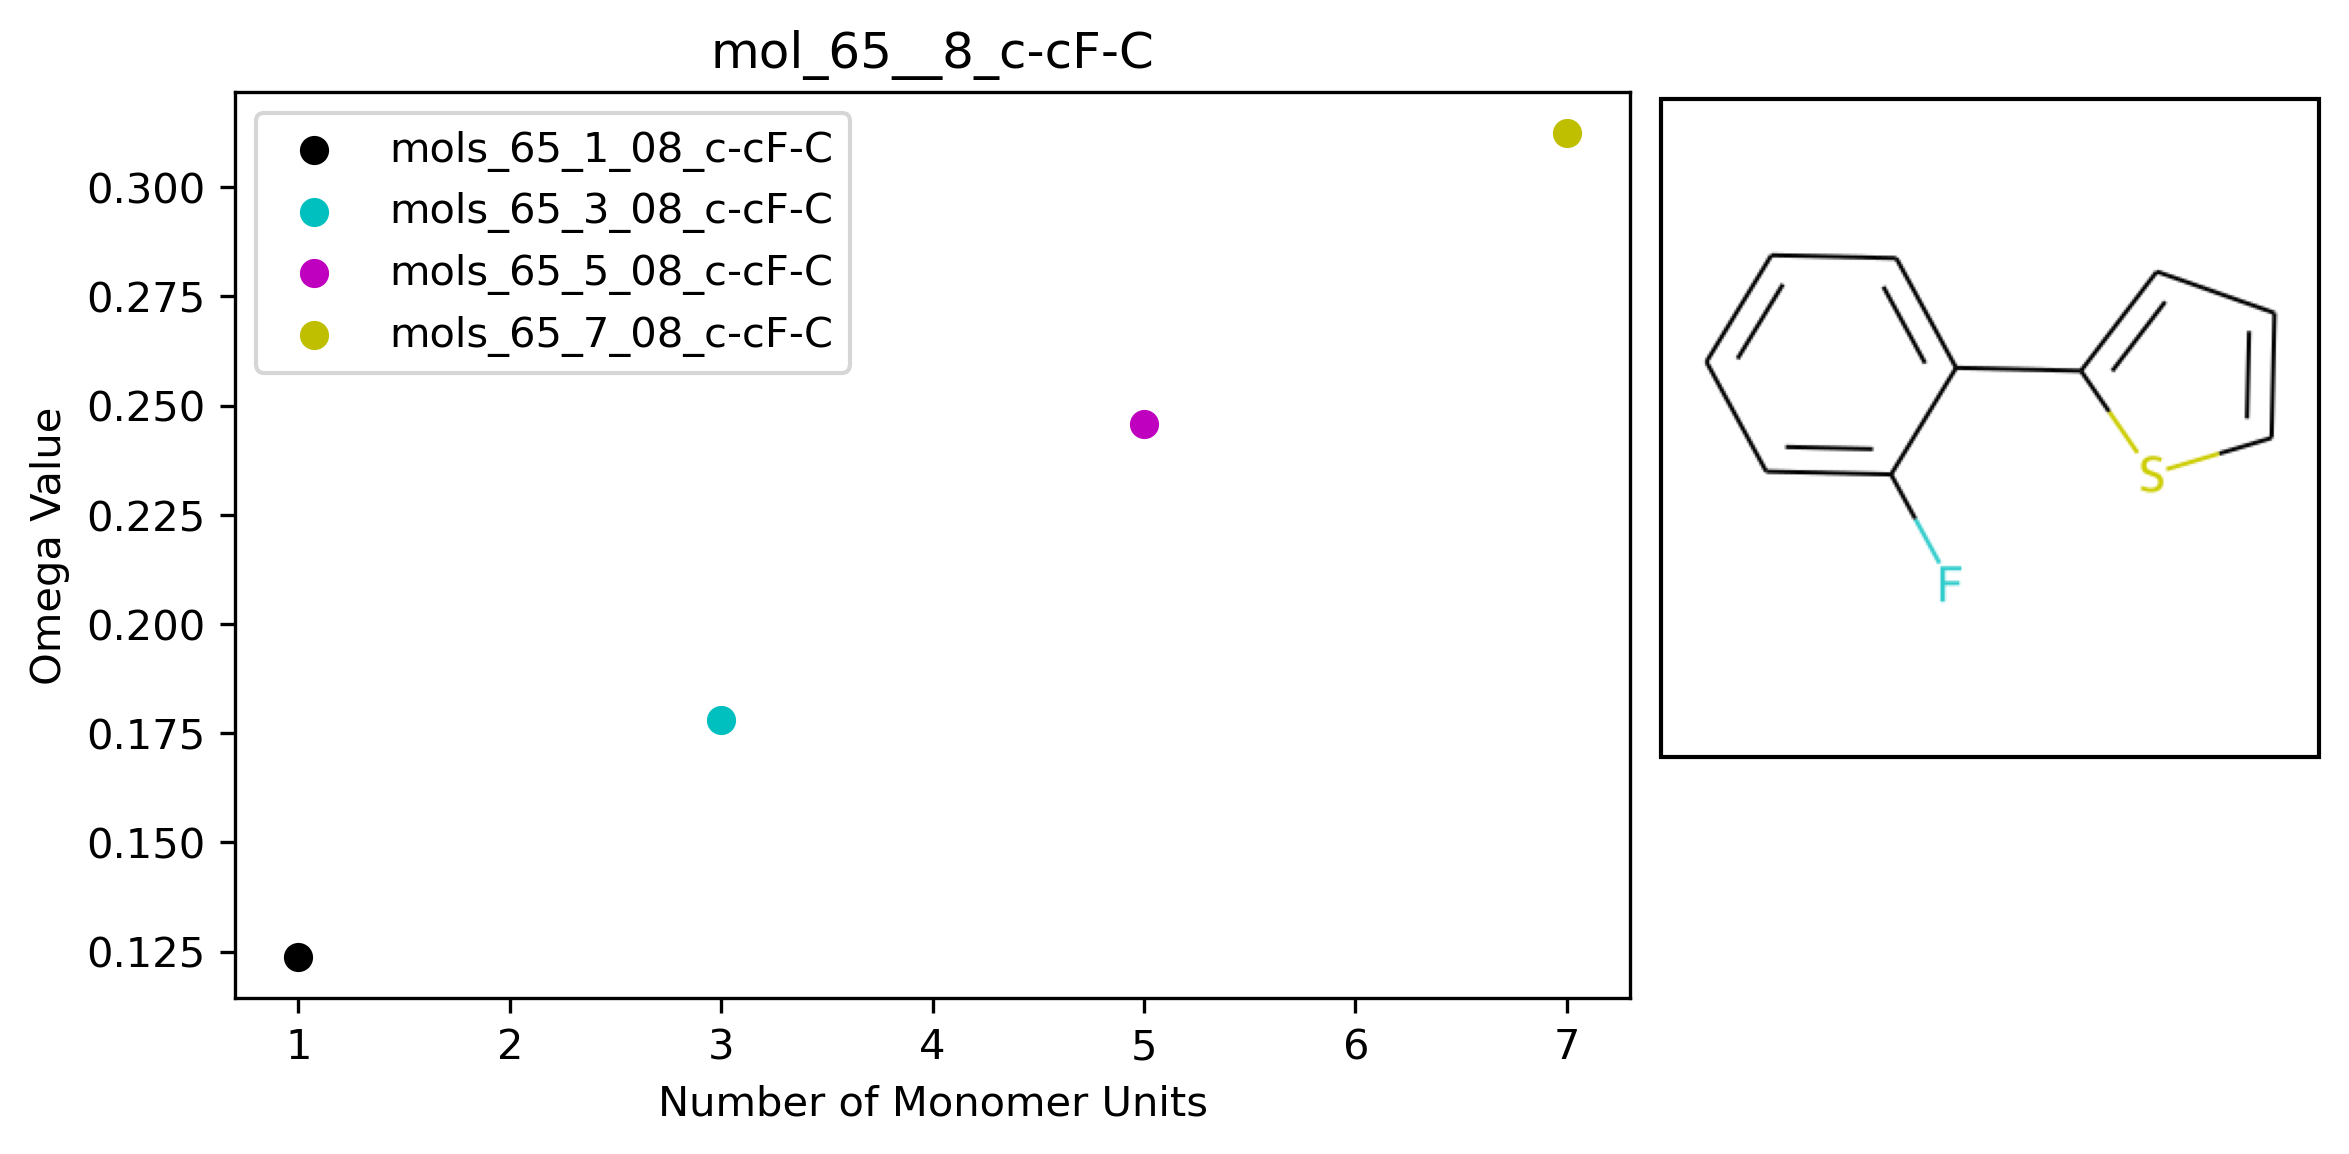 mol_65__8_c-cF-C
mols_65_1_08_c-cF-C
mols_65_3_08_c-cF-C
mols_65_5_08_c-cF-C
mols_65_7_08_c-cF-C
Omega Value
0.300
0.275
0.250
0.225
0.200
0.175
0.150
0.125
1 2 3 4 5 6 7
Number of Monomer Units
S
F